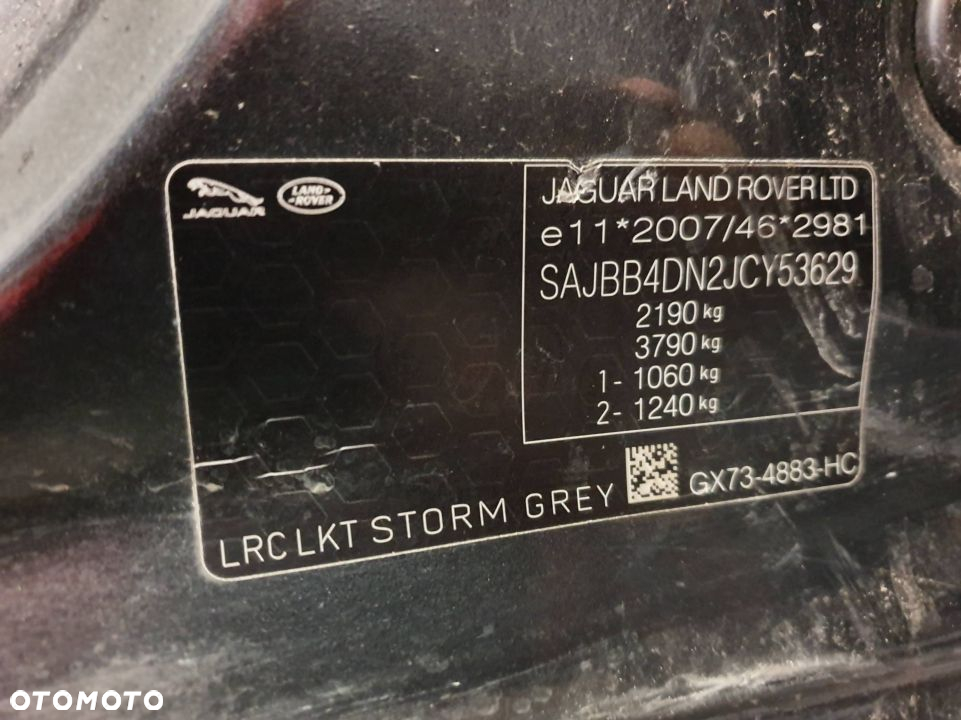 JAGUAR
LAND-
ROVER
JAGUAR LAND ROVER LTD
e11*2007/46*2981
SAJBB4DN2JCY53629
2190 kg
3790 kg
1- 1060 kg
2- 1240 kg
GX73-4883-HC
LRC LKT STORM GREY
OTOMOTO